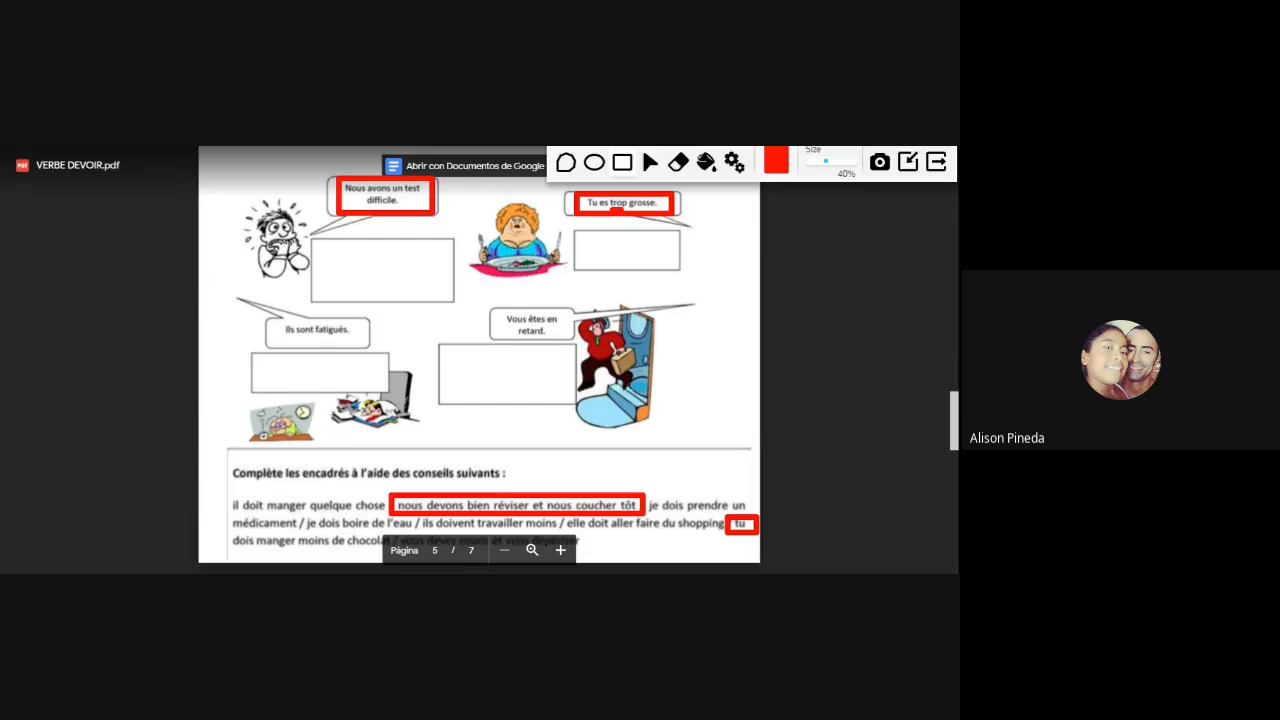 VERBE DEVOIR.pdf
Abrir con Documentos de Google
Size
40%
Nous avons un test
difficile.
Tu es trop grosse.
Ils sont fatigués.
Vous êtes en
retard.
Complète les encadrés à l'aide des conseils suivants :
il doit manger quelque chose nous devons bien réviser et nous coucher tôt je dois prendre un
médicament / je dois boire de l'eau / ils doivent travailler moins / elle doit aller faire du shopping tu
dois manger moins de chocolat / vous devez courir et vous dépêcher
Página 5 / 7
Alison Pineda